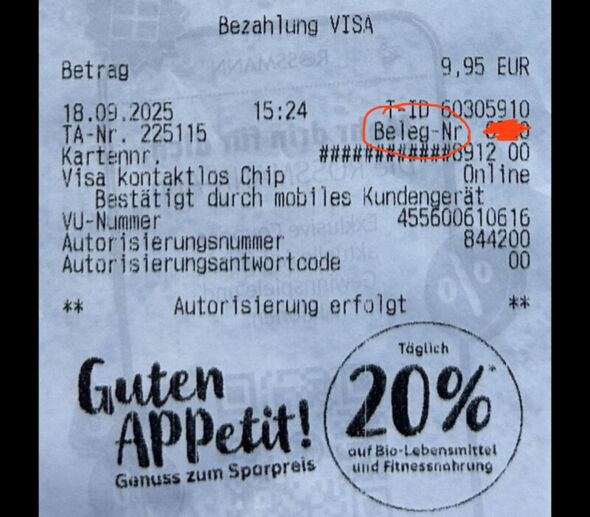 Bezahlung VISA
Betrag 9,95 EUR
18.09.2025 15:24 T-ID 60305910
TA-Nr. 225115 Beleg-Nr
Kartennr. ############6912 00
Visa kontaktlos Chip Online
Bestätigt durch mobiles Kundengerät
VU-Nummer 455600610616
Autorisierungsnummer 844200
Autorisierungsantwortcode 00
** Autorisierung erfolgt **
Guten
APPetit!
Genuss zum Sparpreis
Täglich
20%*
auf Bio-Lebensmittel
und Fitnessnahrung